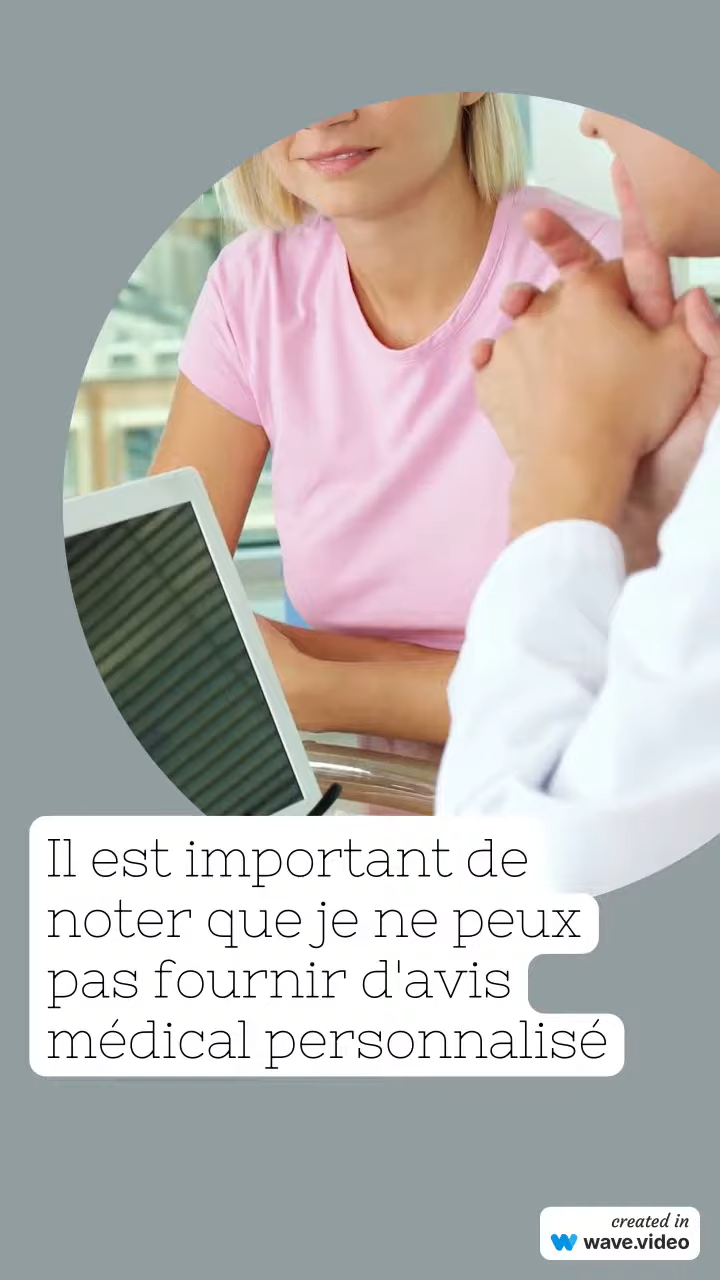 Il est important de
noter que je ne peux
pas fournir d'avis
médical personnalisé
created in
wave.video